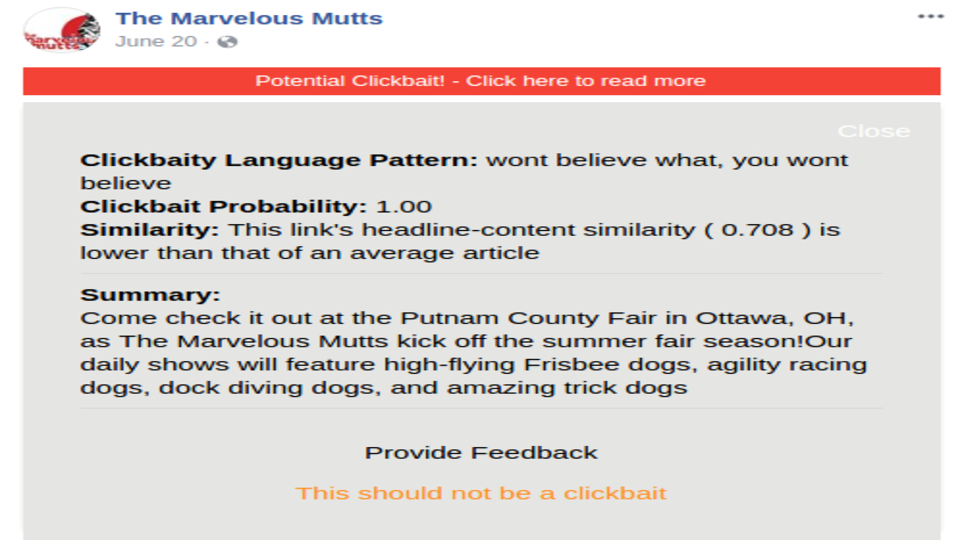 The Marvelous Mutts
June 20 ·
Marvelous
mutts
Potential Clickbait! - Click here to read more
Close
Clickbaity Language Pattern: wont believe what, you wont
believe
Clickbait Probability: 1.00
Similarity: This link's headline-content similarity ( 0.708 ) is
lower than that of an average article
Summary:
Come check it out at the Putnam County Fair in Ottawa, OH,
as The Marvelous Mutts kick off the summer fair season!Our
daily shows will feature high-flying Frisbee dogs, agility racing
dogs, dock diving dogs, and amazing trick dogs
Provide Feedback
This should not be a clickbait